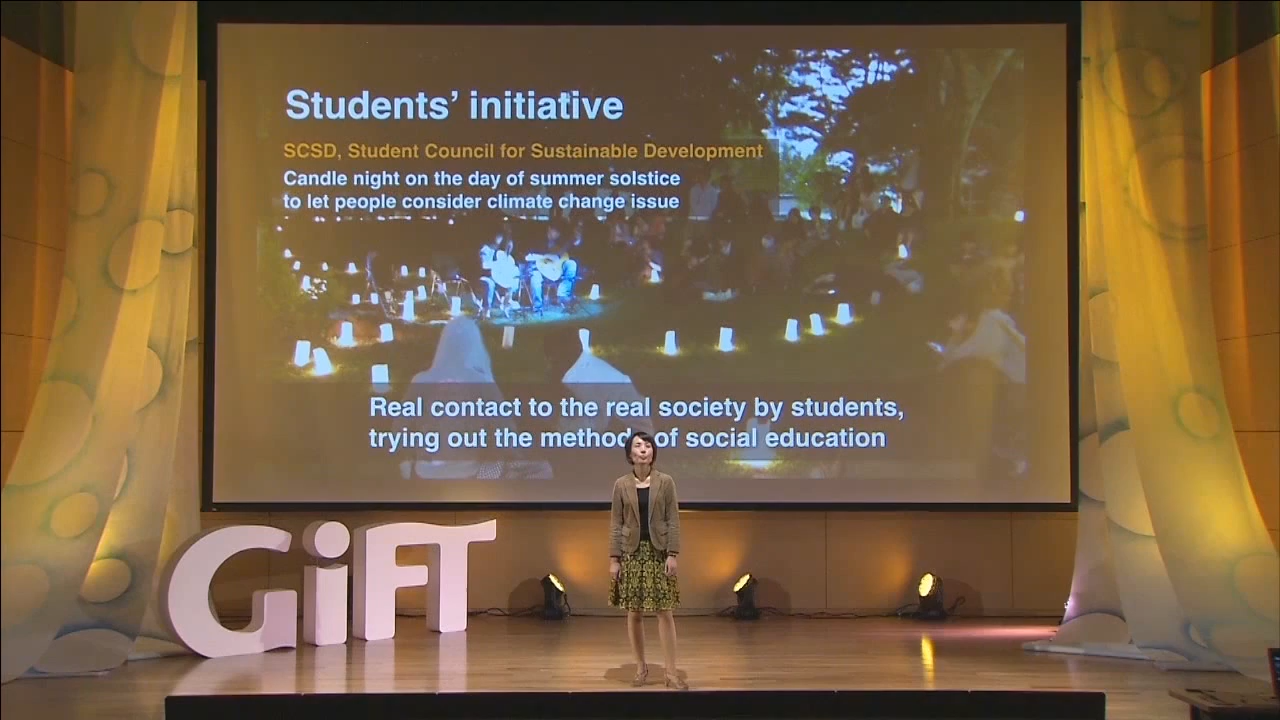 Students' initiative
SCSD, Student Council for Sustainable Development
Candle night on the day of summer solstice
to let people consider climate change issue
Real contact to the real society by students,
trying out the methods of social education
GiFT